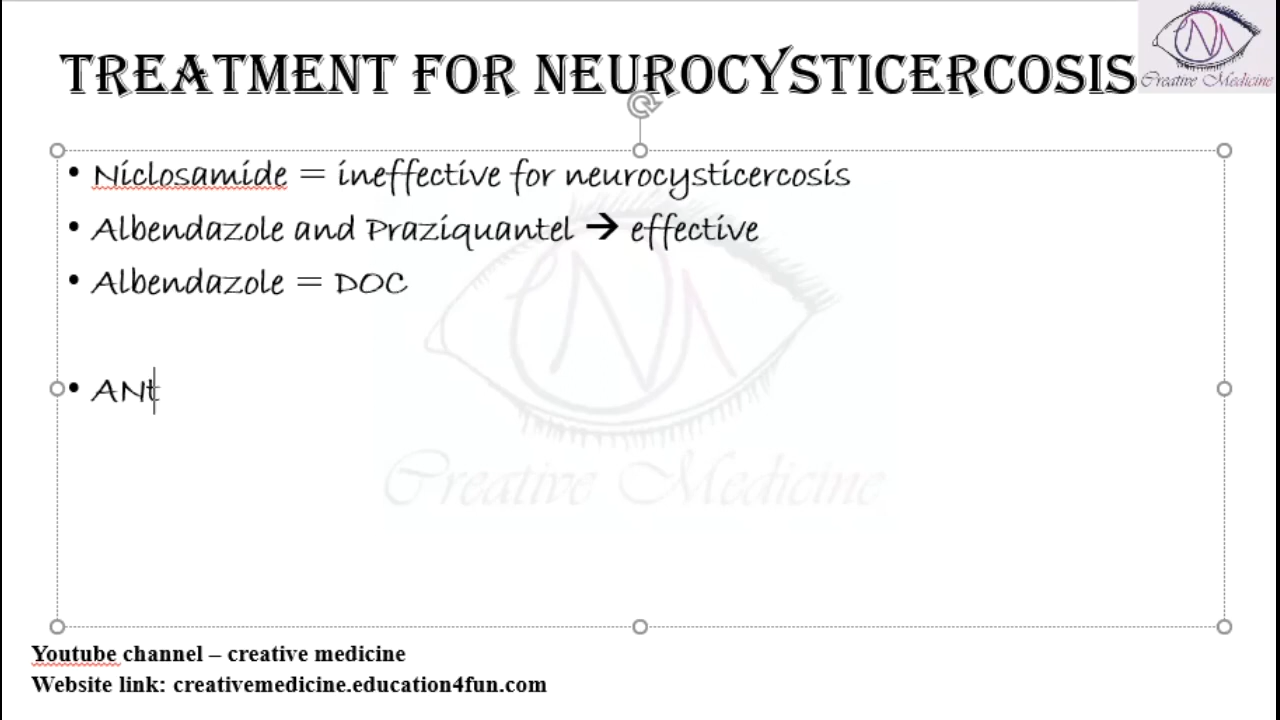 TREATMENT FOR NEUROCYSTICERCOSIS
Creative Medicine
• Niclosamide = ineffective for neurocysticercosis
• Albendazole and Praziquantel → effective
• Albendazole = DOC
• ANt
Creative Medicine
Youtube channel – creative medicine
Website link: creativemedicine.education4fun.com